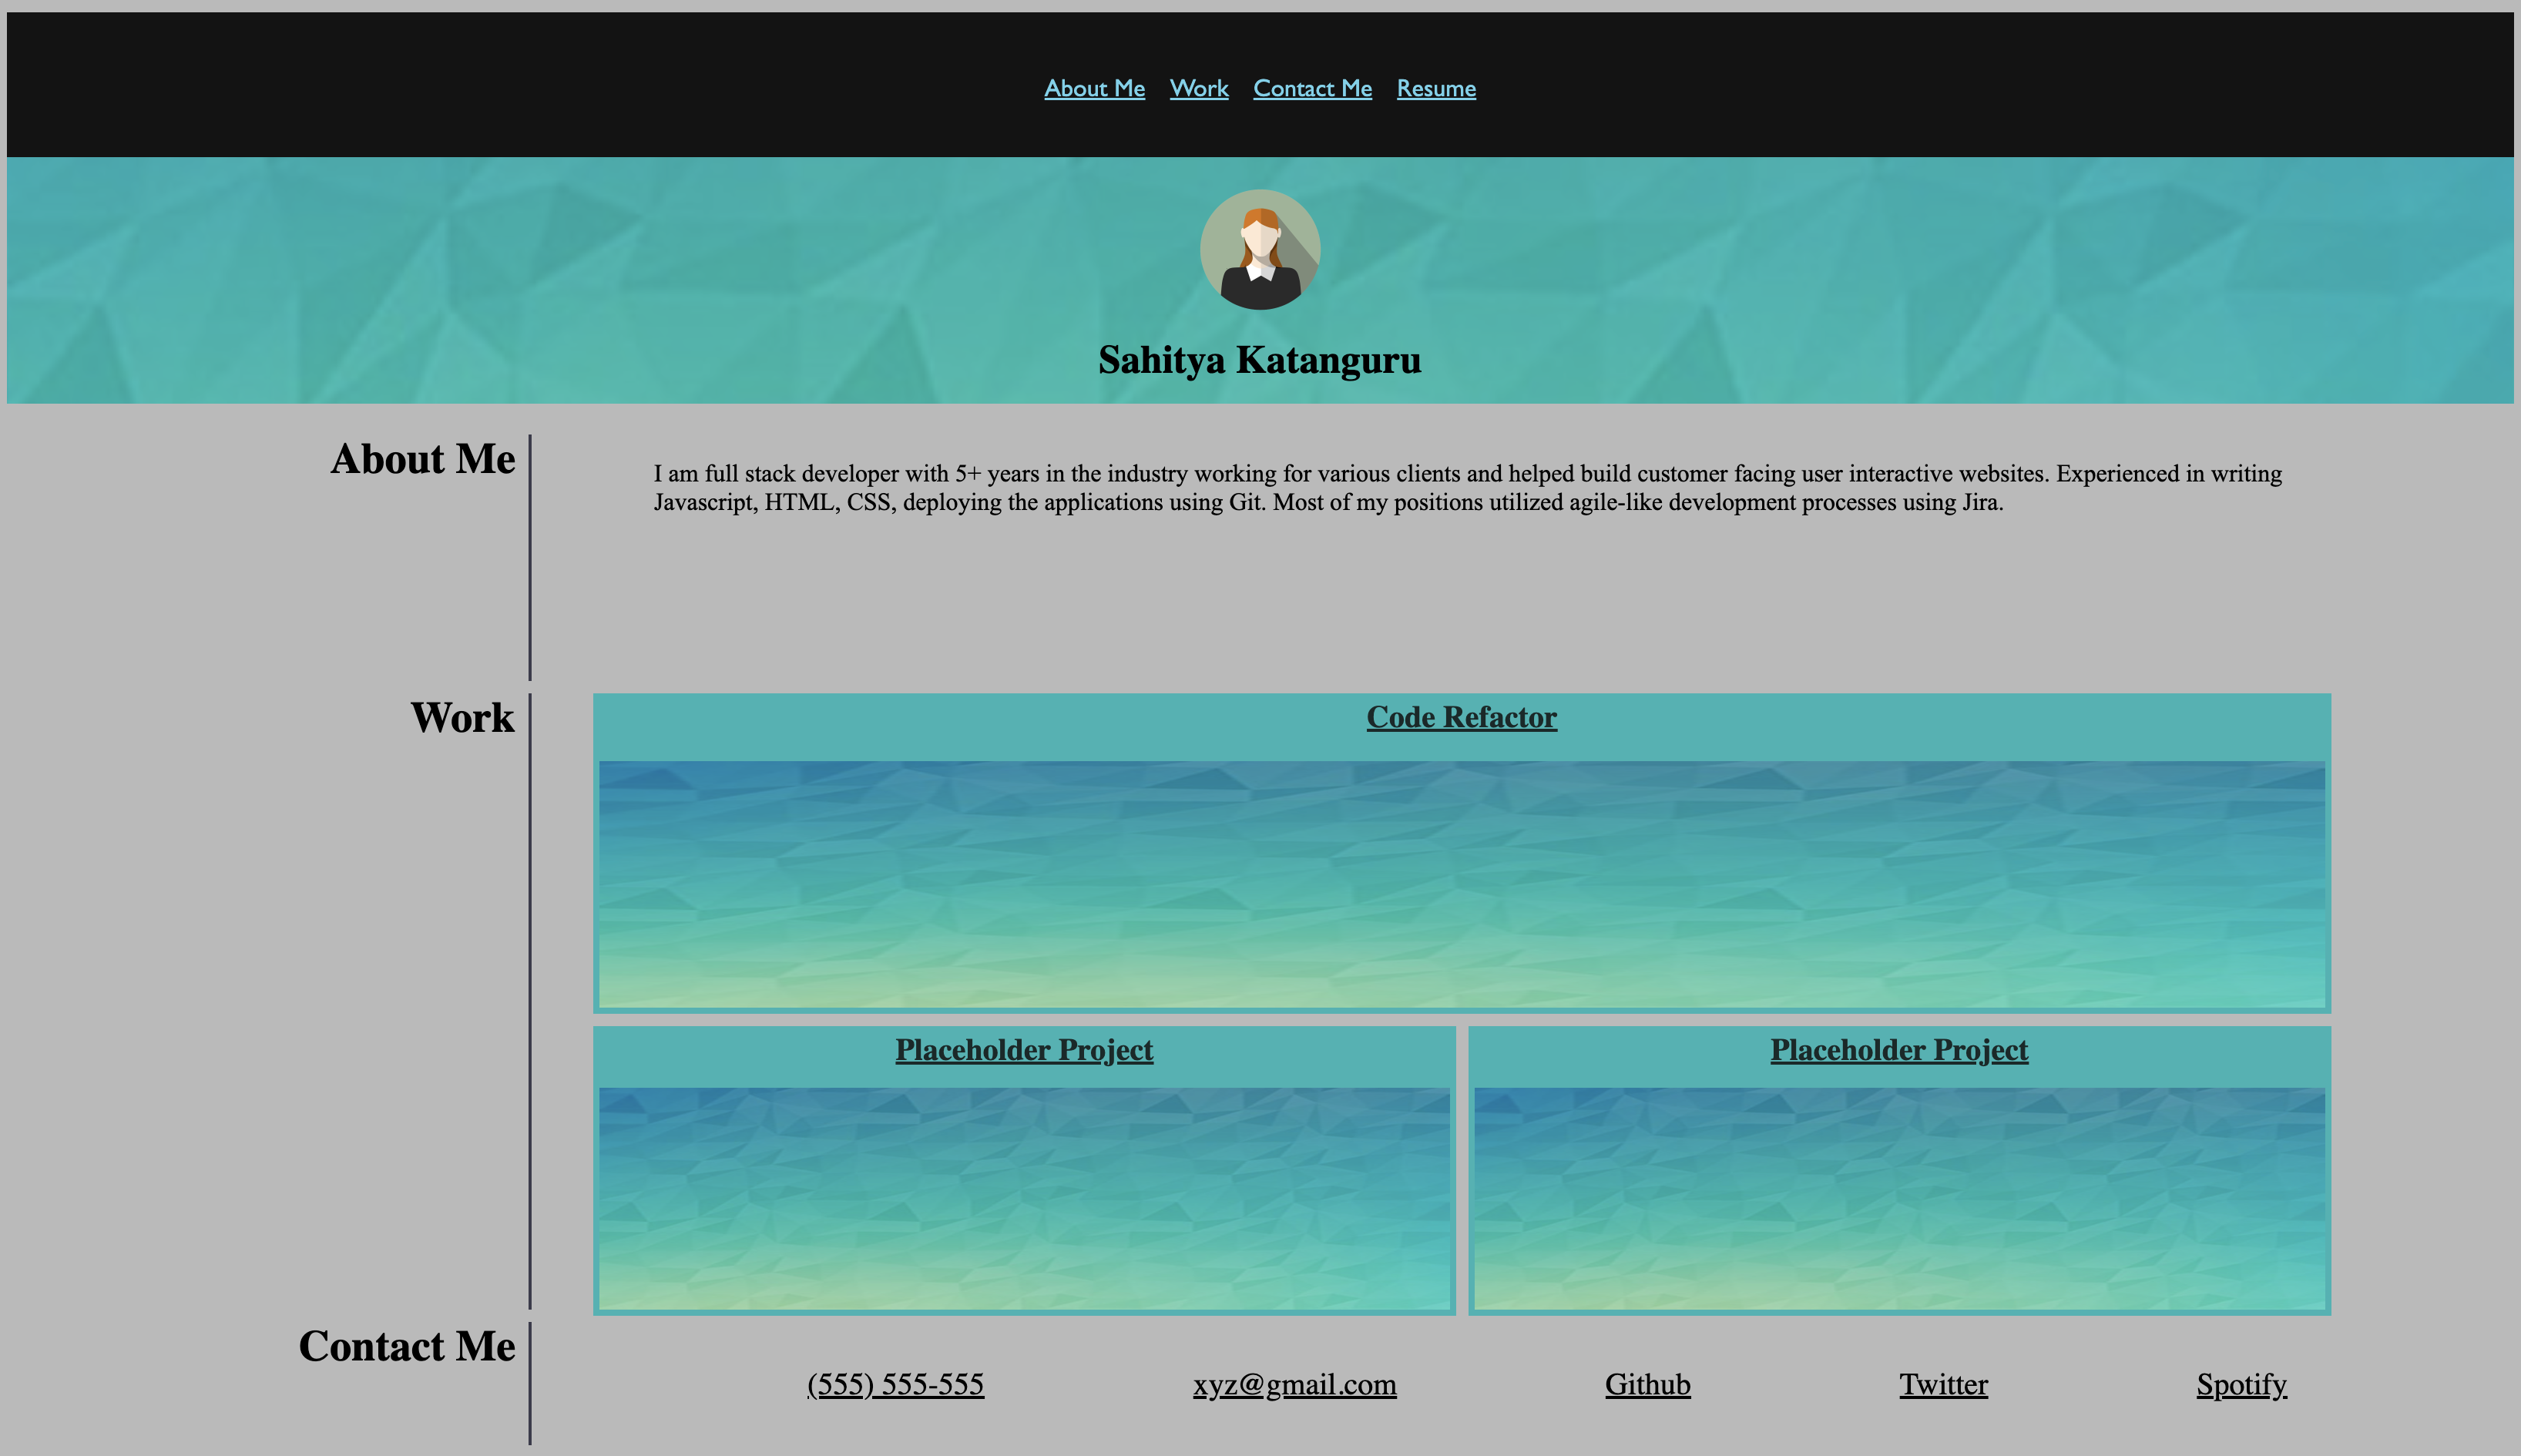 About Me Work Contact Me Resume
Sahitya Katanguru
About Me
I am full stack developer with 5+ years in the industry working for various clients and helped build customer facing user interactive websites. Experienced in writing
Javascript, HTML, CSS, deploying the applications using Git. Most of my positions utilized agile-like development processes using Jira.
Work
Code Refactor
Placeholder Project Placeholder Project
Contact Me
(555) 555-555 xyz@gmail.com Github Twitter Spotify